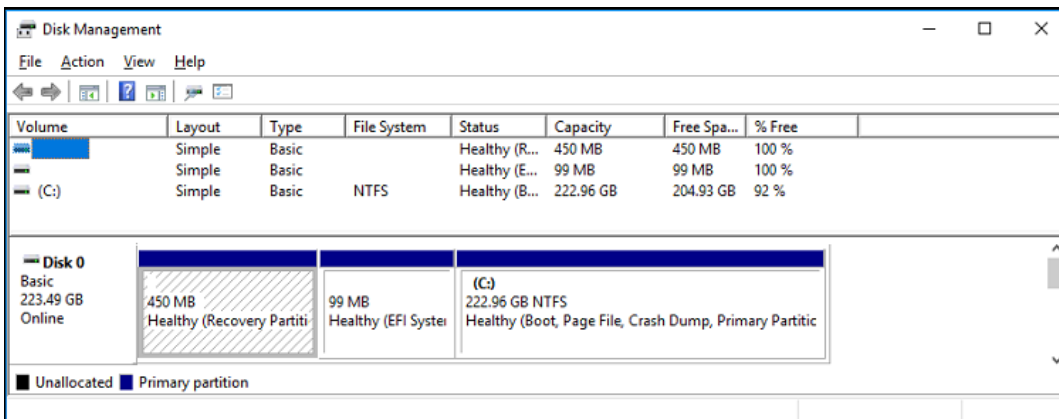 Disk Management
File Action View Help
Volume Layout Type File System Status Capacity Free Spa... % Free
Simple Basic Healthy (R... 450 MB 450 MB 100 %
Simple Basic Healthy (E... 99 MB 99 MB 100 %
(C:) Simple Basic NTFS Healthy (B... 222.96 GB 204.93 GB 92 %
Disk 0
Basic
223.49 GB
Online
450 MB
Healthy (Recovery Partiti
99 MB
Healthy (EFI Syster
(C:)
222.96 GB NTFS
Healthy (Boot, Page File, Crash Dump, Primary Partitic
Unallocated Primary partition